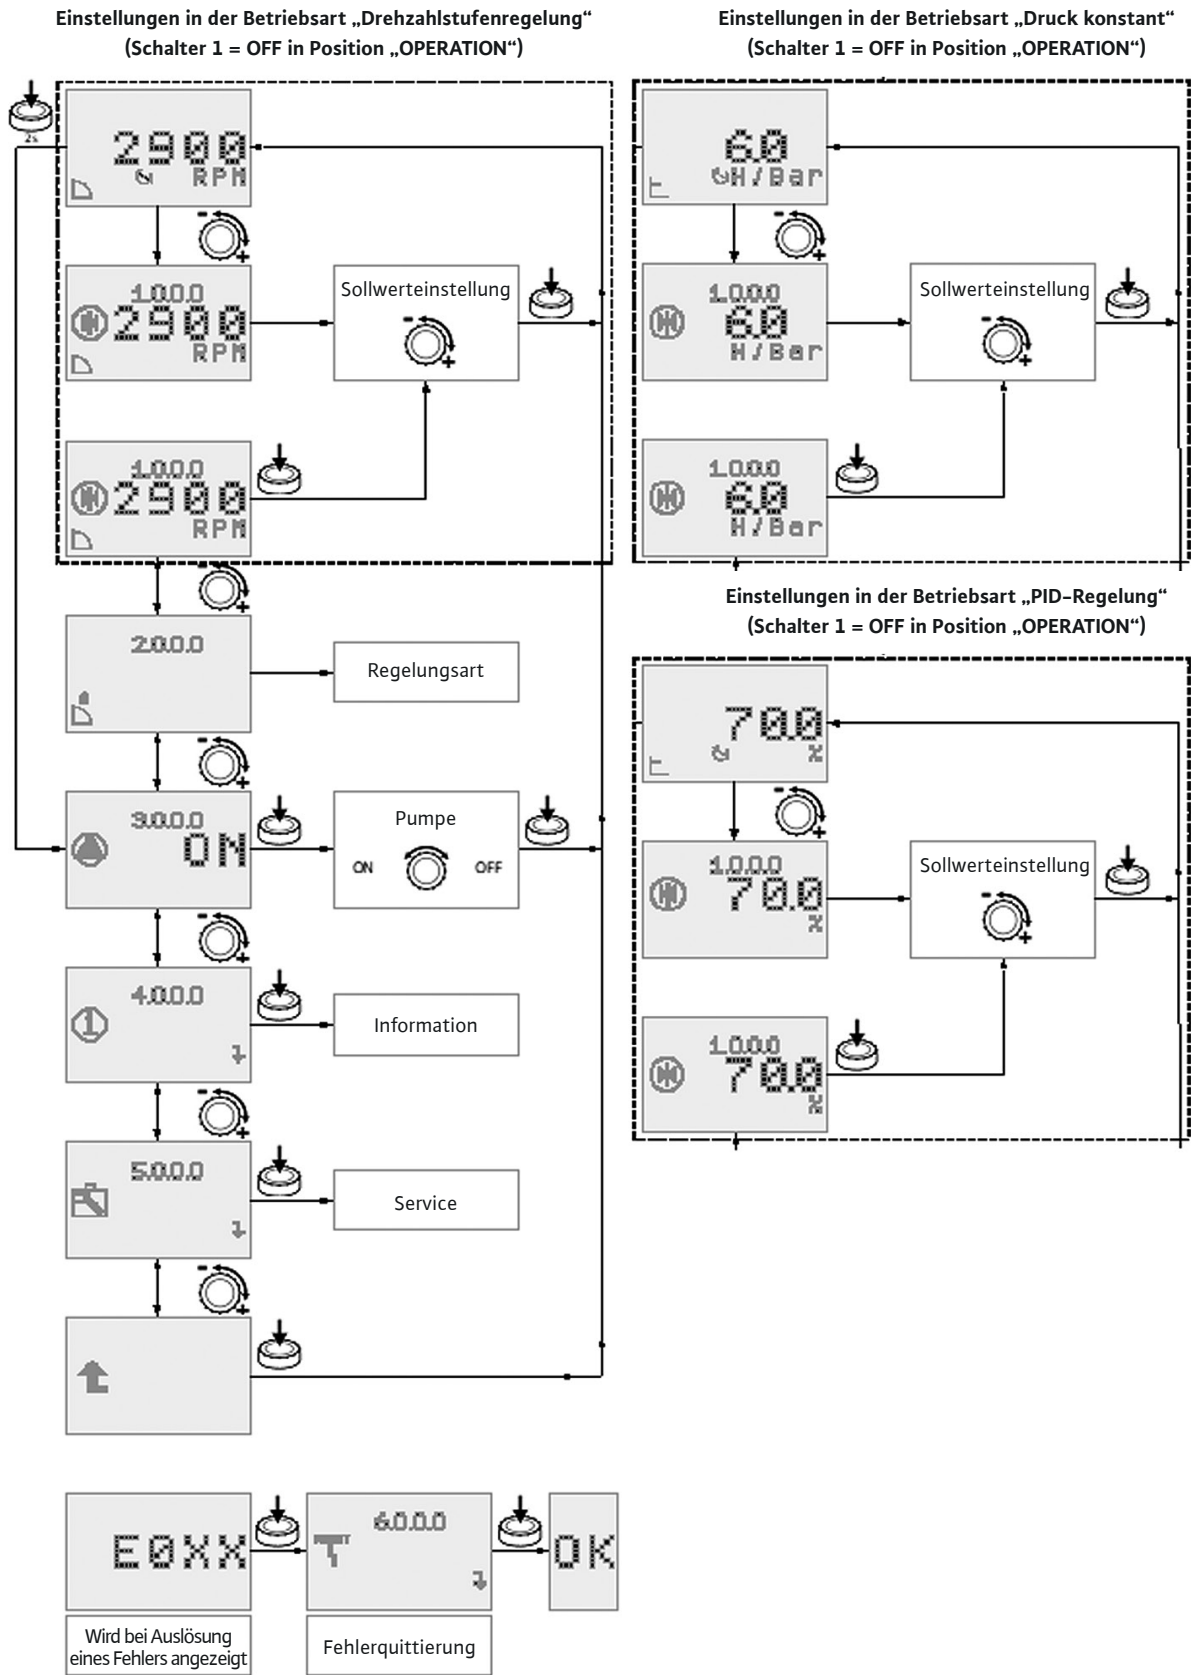 Einstellungen in der Betriebsart „Drehzahlstufenregelung“
(Schalter 1 = OFF in Position „OPERATION“)
2s
2900
RPM
- +
1.0.0.0
2900
RPM
Sollwerteinstellung
- +
1.0.0.0
2900
RPM
- +
2.0.0.0
Regelungsart
- +
3.0.0.0
ON
Pumpe
ON OFF
- +
4.0.0.0
1
Information
- +
5.0.0.0
Service
- +
E0XX
6.0.0.0
OK
Wird bei Auslösung
eines Fehlers angezeigt
Fehlerquittierung
Einstellungen in der Betriebsart „Druck konstant“
(Schalter 1 = OFF in Position „OPERATION“)
6.0
H/Bar
- +
1.0.0.0
6.0
H/Bar
Sollwerteinstellung
- +
1.0.0.0
6.0
H/Bar
Einstellungen in der Betriebsart „PID-Regelung“
(Schalter 1 = OFF in Position „OPERATION“)
70.0
%
- +
1.0.0.0
70.0
%
Sollwerteinstellung
- +
1.0.0.0
70.0
%